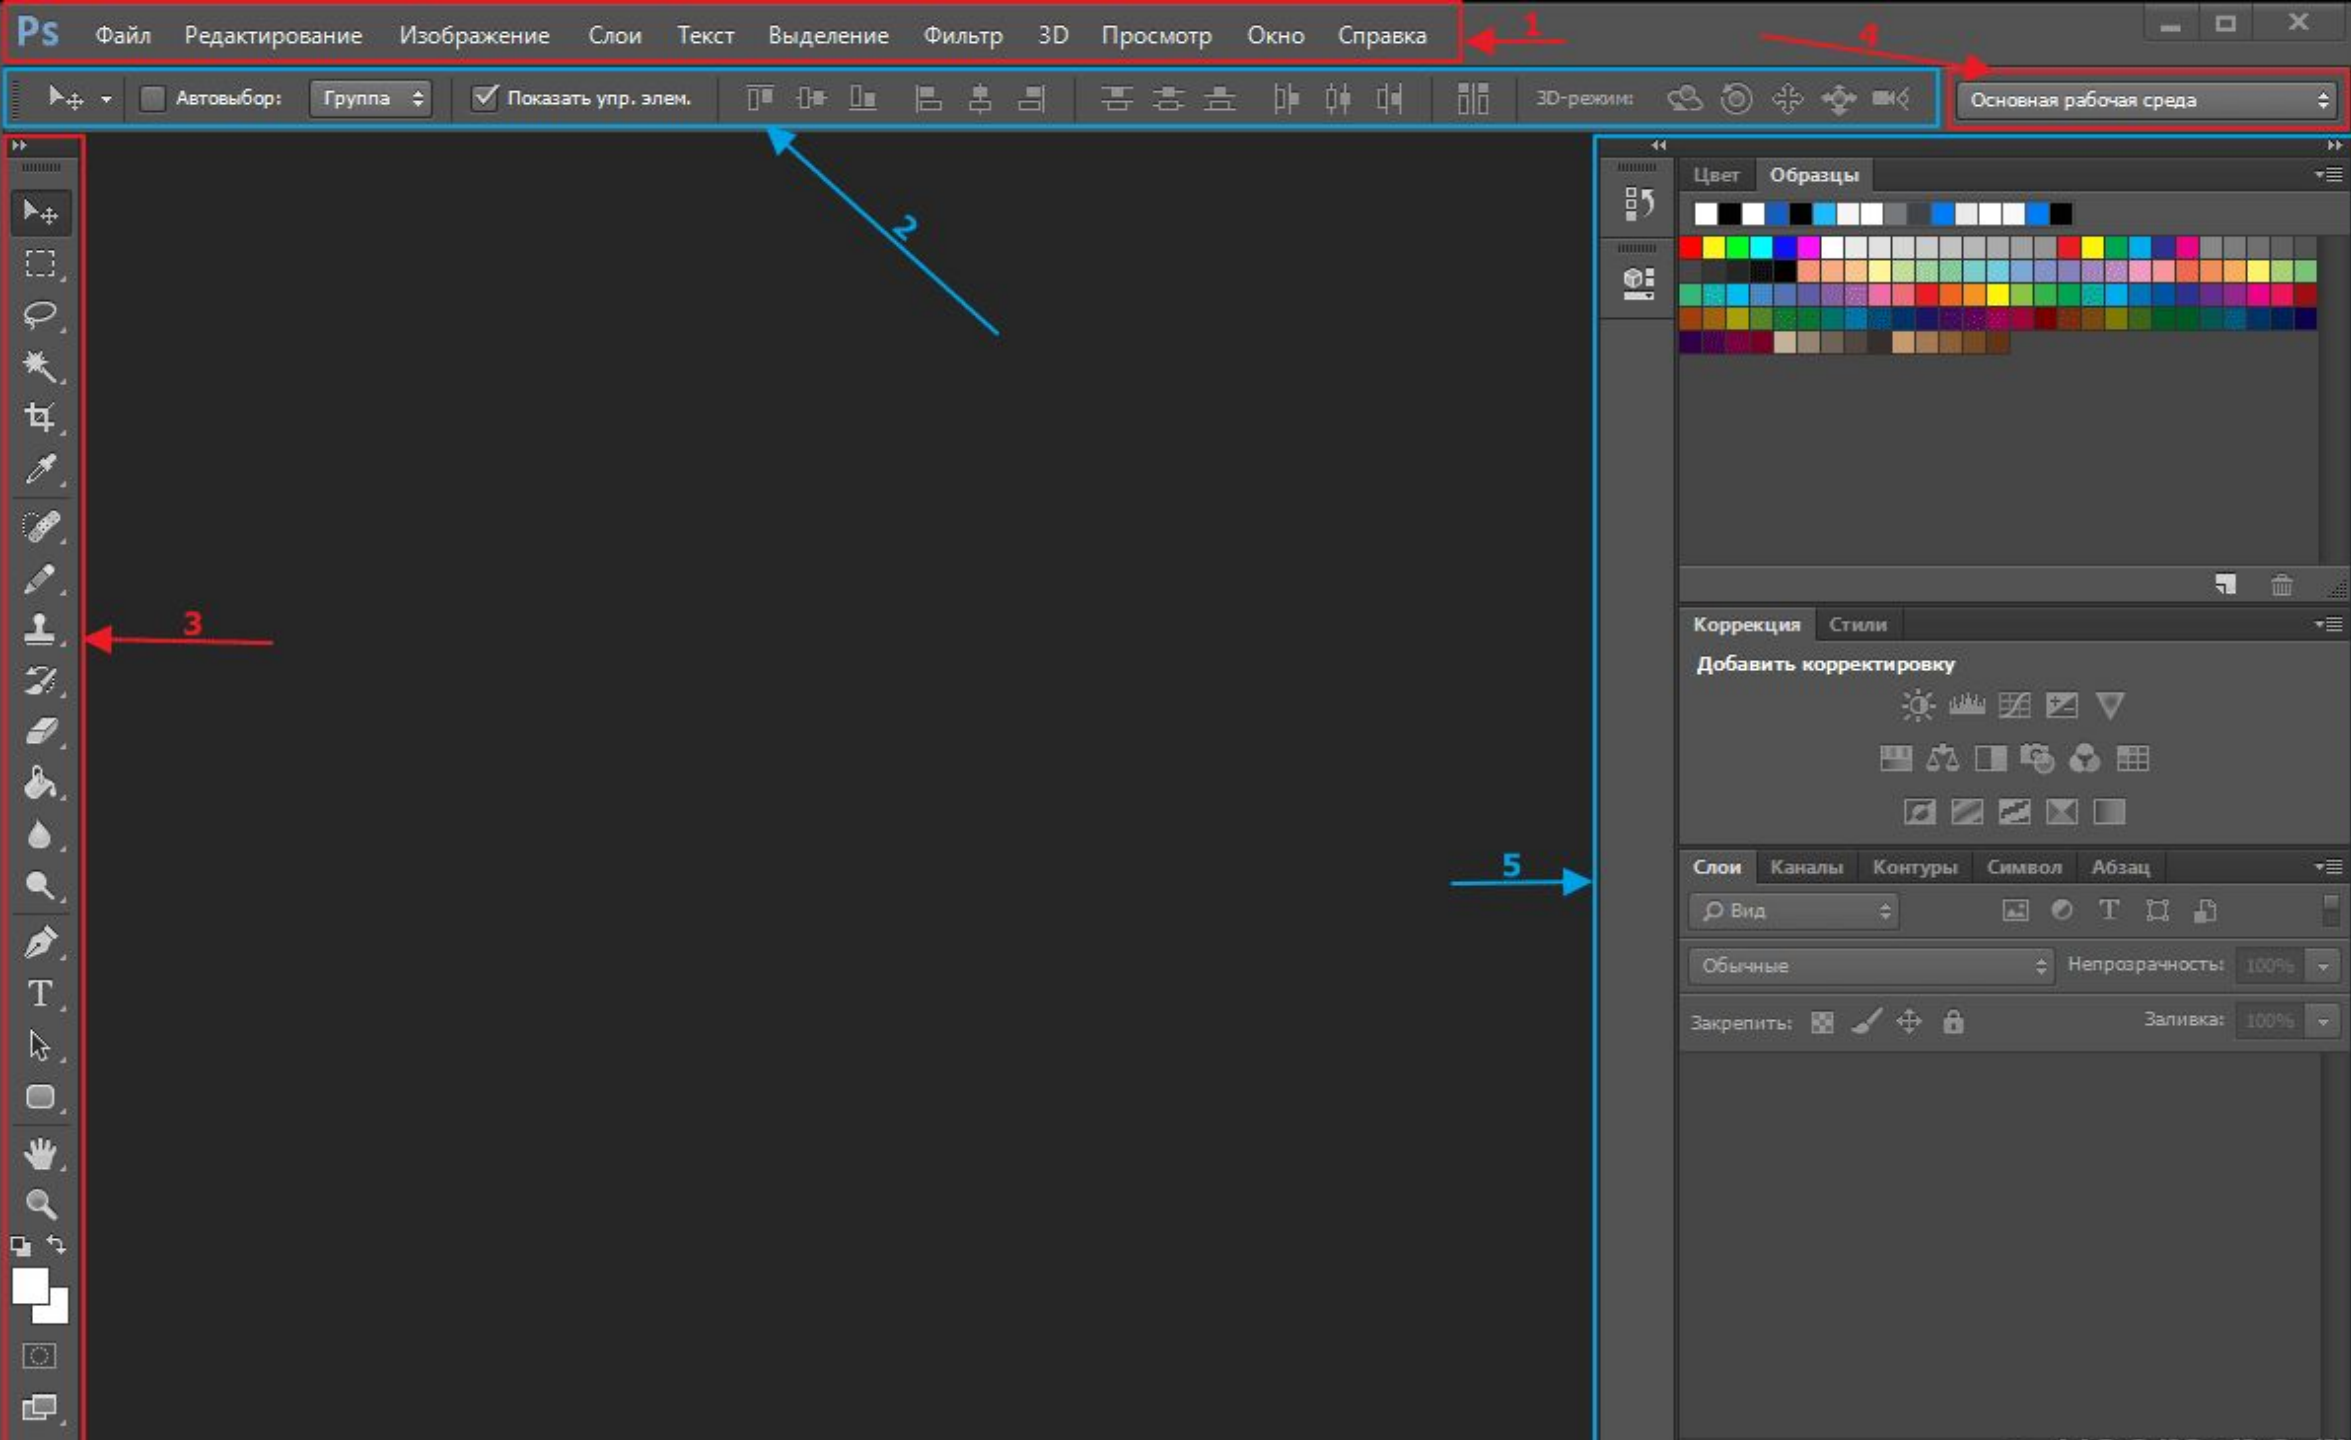 Ps Файл Редактирование Изображение Слои Текст Выделение Фильтр 3D Просмотр Окно Справка
1
4
Автовыбор: Группа Показать упр. элем. 3D-режим: Основная рабочая среда
2
Цвет Образцы
3
Коррекция Стили
Добавить корректировку
5
Слои Каналы Контуры Символ Абзац
Вид
Обычные Непрозрачность: 100%
Закрепить: Заливка: 100%
T